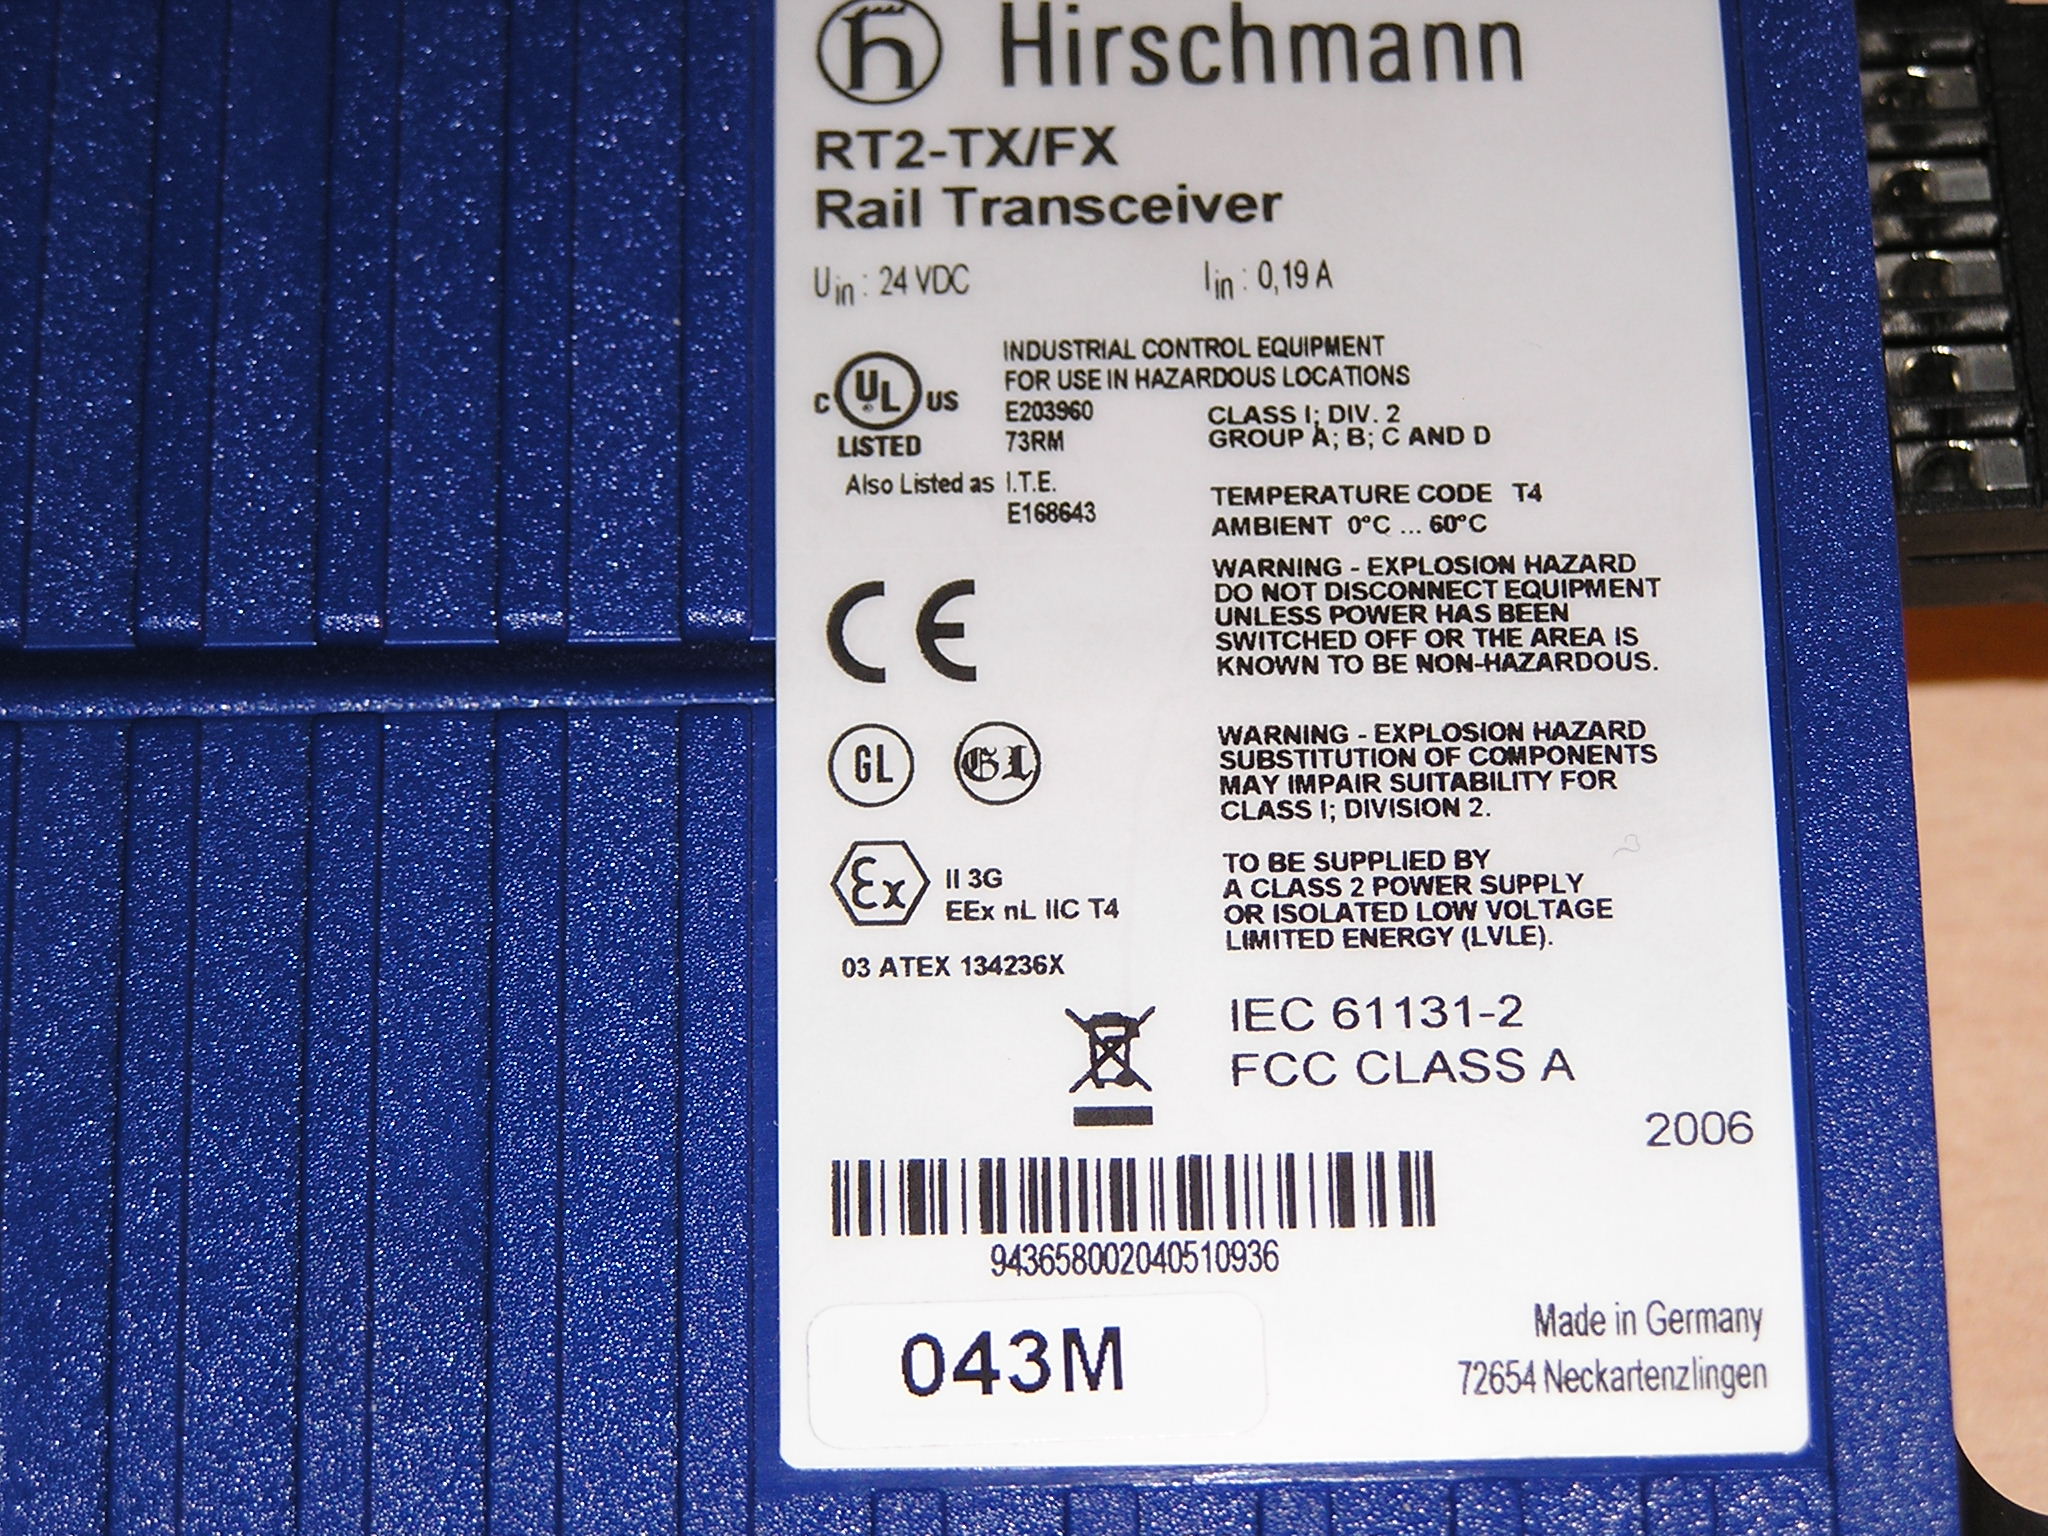 h Hirschmann
RT2-TX/FX
Rail Transceiver
Uin : 24 VDC Iin : 0,19 A
INDUSTRIAL CONTROL EQUIPMENT
FOR USE IN HAZARDOUS LOCATIONS
C UL ® US
LISTED
E203960
73RM
CLASS I; DIV. 2
GROUP A; B; C AND D
Also Listed as I.T.E.
E168643
TEMPERATURE CODE T4
AMBIENT 0°C ... 60°C
WARNING - EXPLOSION HAZARD
DO NOT DISCONNECT EQUIPMENT
UNLESS POWER HAS BEEN
SWITCHED OFF OR THE AREA IS
KNOWN TO BE NON-HAZARDOUS.
CE
GL GL
WARNING - EXPLOSION HAZARD
SUBSTITUTION OF COMPONENTS
MAY IMPAIR SUITABILITY FOR
CLASS I; DIVISION 2.
Ex II 3G
EEx nL IIC T4
03 ATEX 134236X
TO BE SUPPLIED BY
A CLASS 2 POWER SUPPLY
OR ISOLATED LOW VOLTAGE
LIMITED ENERGY (LVLE).
IEC 61131-2
FCC CLASS A
2006
943658002040510936
043M
Made in Germany
72654 Neckartenzlingen